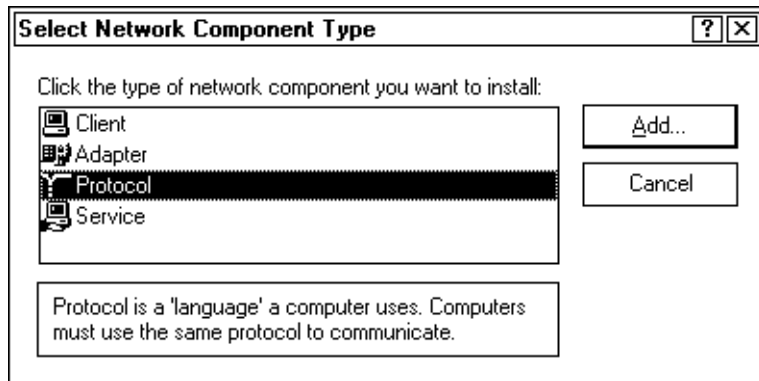 Select Network Component Type
Click the type of network component you want to install:
Client
Adapter
Protocol
Service
Add...
Cancel
Protocol is a 'language' a computer uses. Computers
must use the same protocol to communicate.